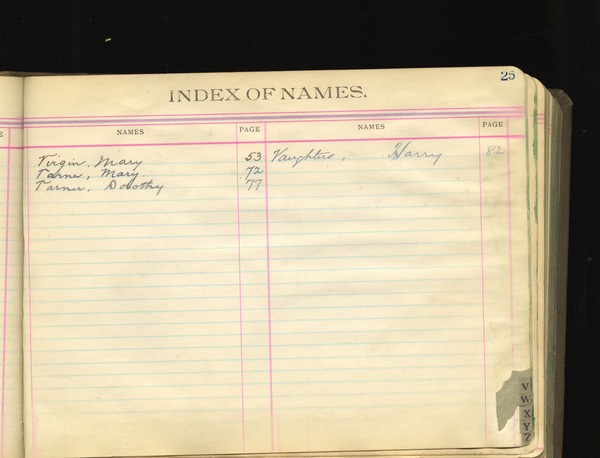 25
INDEX OF NAMES.
E NAMES PAGE NAMES PAGE
Virgin, Mary 53 Vaughters, Harry 82
Varner, Mary. 72
Varner, Dorothy 77
V
W
X
Y
Z